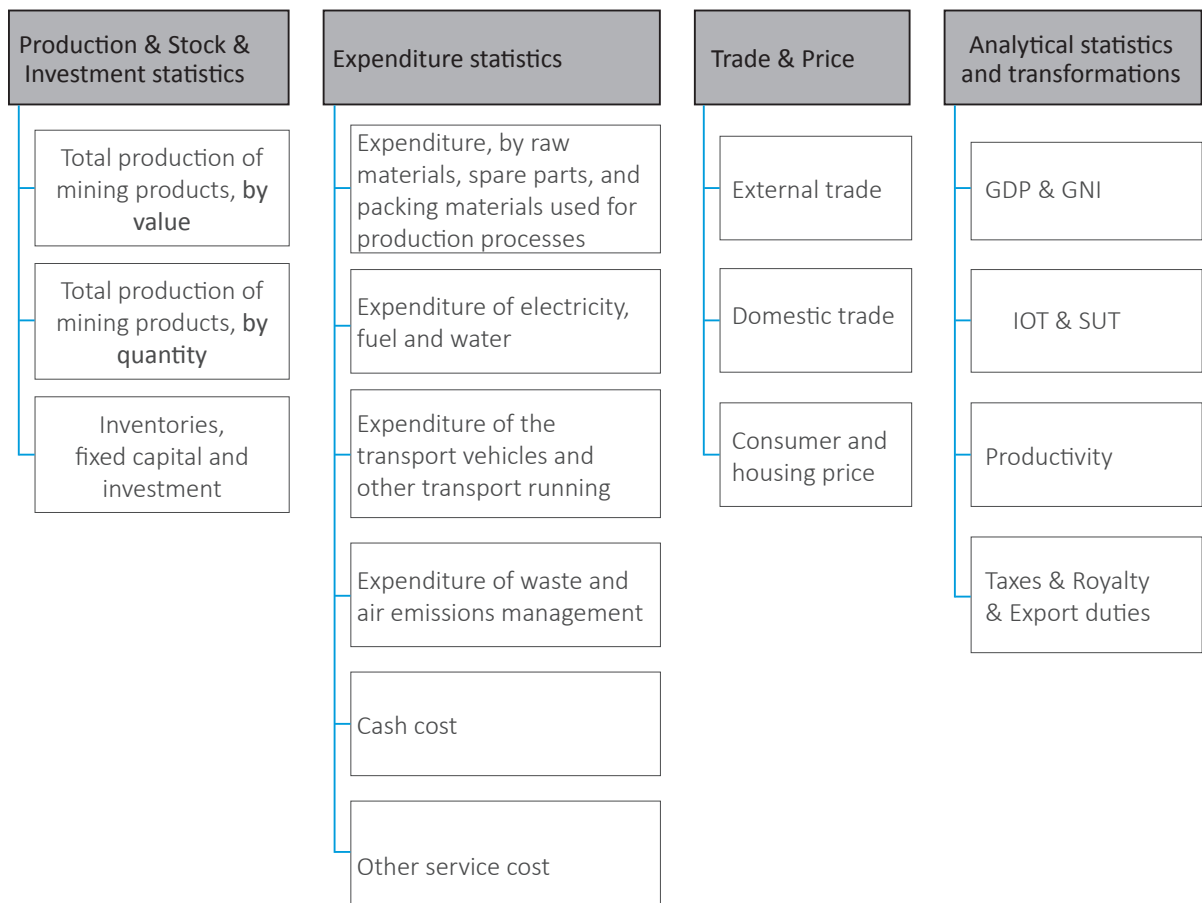 Production & Stock &
Investment statistics
Total production of
mining products, by
value
Total production of
mining products, by
quantity
Inventories,
fixed capital and
investment
Expenditure statistics
Expenditure, by raw
materials, spare parts, and
packing materials used for
production processes
Expenditure of electricity,
fuel and water
Expenditure of the
transport vehicles and
other transport running
Expenditure of waste and
air emissions management
Cash cost
Other service cost
Trade & Price
External trade
Domestic trade
Consumer and
housing price
Analytical statistics
and transformations
GDP & GNI
IOT & SUT
Productivity
Taxes & Royalty
& Export duties